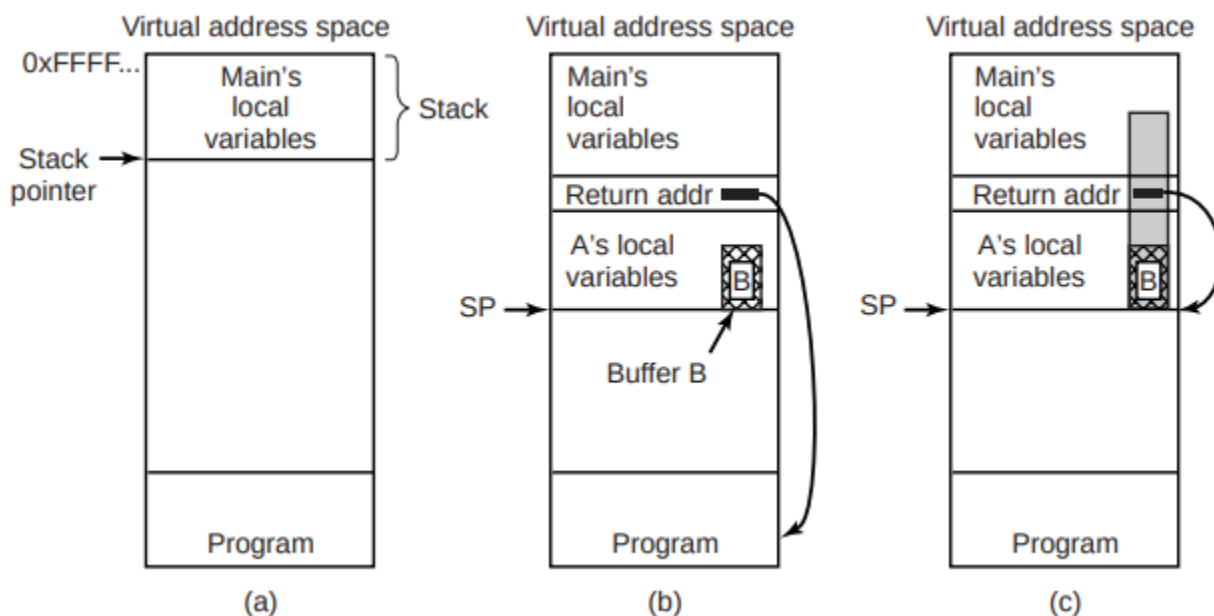 Virtual address space
0xFFFF...
Main's
local
variables
Stack
Stack
pointer
Program
(a)
Virtual address space
Main's
local
variables
Return addr
A's local
variables
B
SP
Buffer B
Program
(b)
Virtual address space
Main's
local
variables
Return addr
A's local
variables
B
SP
Program
(c)